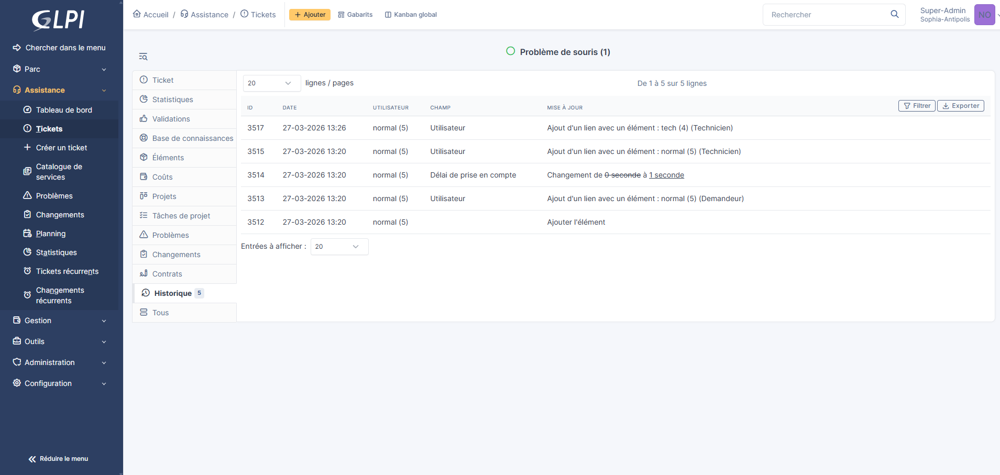 GLPI
Chercher dans le menu
Parc
Assistance
Tableau de bord
Tickets
Créer un ticket
Catalogue de
services
Problèmes
Changements
Planning
Statistiques
Tickets récurrents
Changements
récurrents
Gestion
Outils
Administration
Configuration
Réduire le menu
Accueil / Assistance / Tickets
Ajouter
Gabarits
Kanban global
Rechercher
Super-Admin
Sophia-Antipolis
NO
Problème de souris (1)
Ticket
Statistiques
Validations
Base de connaissances
Éléments
Coûts
Projets
Tâches de projet
Problèmes
Changements
Contrats
Historique 5
Tous
20 lignes / pages
De 1 à 5 sur 5 lignes
ID DATE UTILISATEUR CHAMP MISE À JOUR
Filtrer
Exporter
3517 27-03-2026 13:26 normal (5) Utilisateur Ajout d'un lien avec un élément : tech (4) (Technicien)
3515 27-03-2026 13:20 normal (5) Utilisateur Ajout d'un lien avec un élément : normal (5) (Technicien)
3514 27-03-2026 13:20 normal (5) Délai de prise en compte Changement de 0 seconde à 1 seconde
3513 27-03-2026 13:20 normal (5) Utilisateur Ajout d'un lien avec un élément : normal (5) (Demandeur)
3512 27-03-2026 13:20 normal (5) Ajouter l'élément
Entrées à afficher : 20